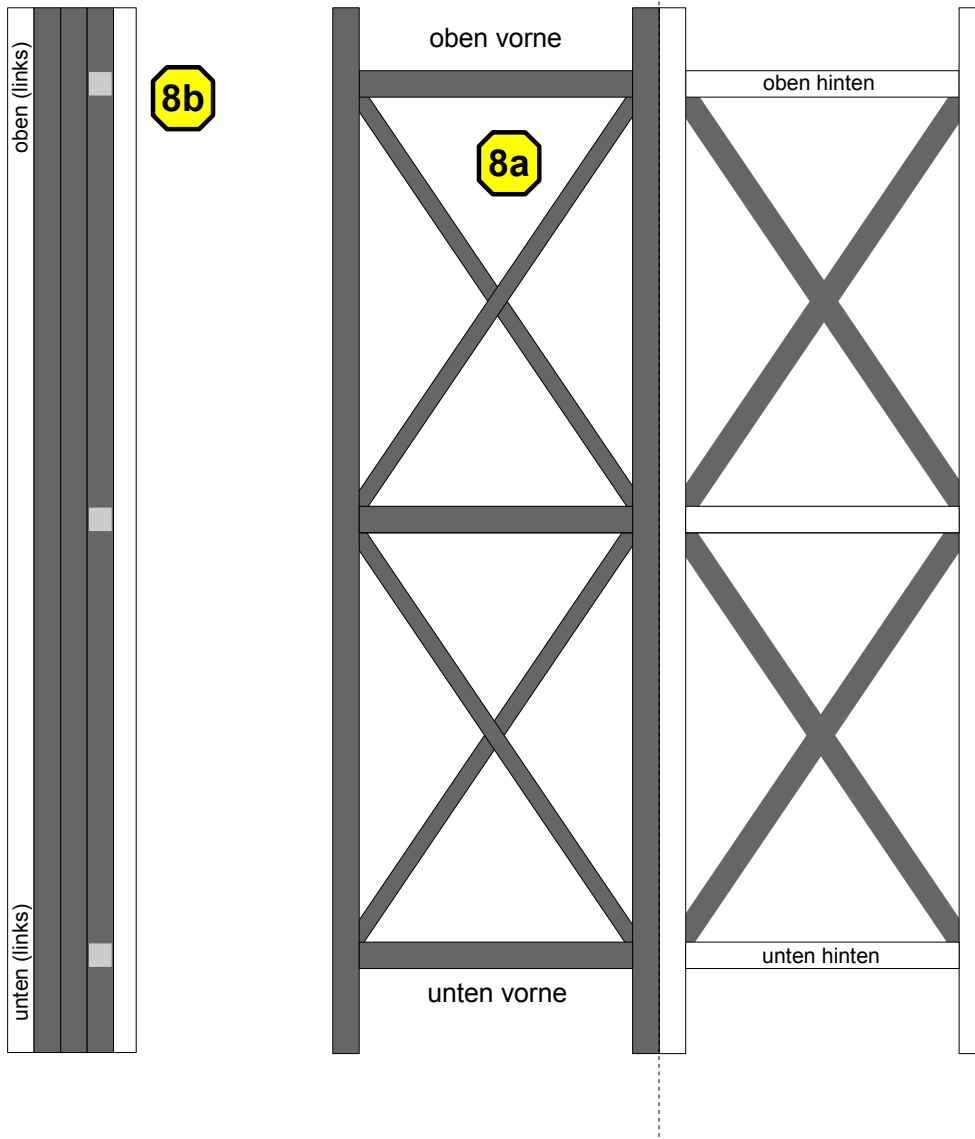 oben (links)
unten (links)
8b
oben vorne
8a
unten vorne
oben hinten
unten hinten